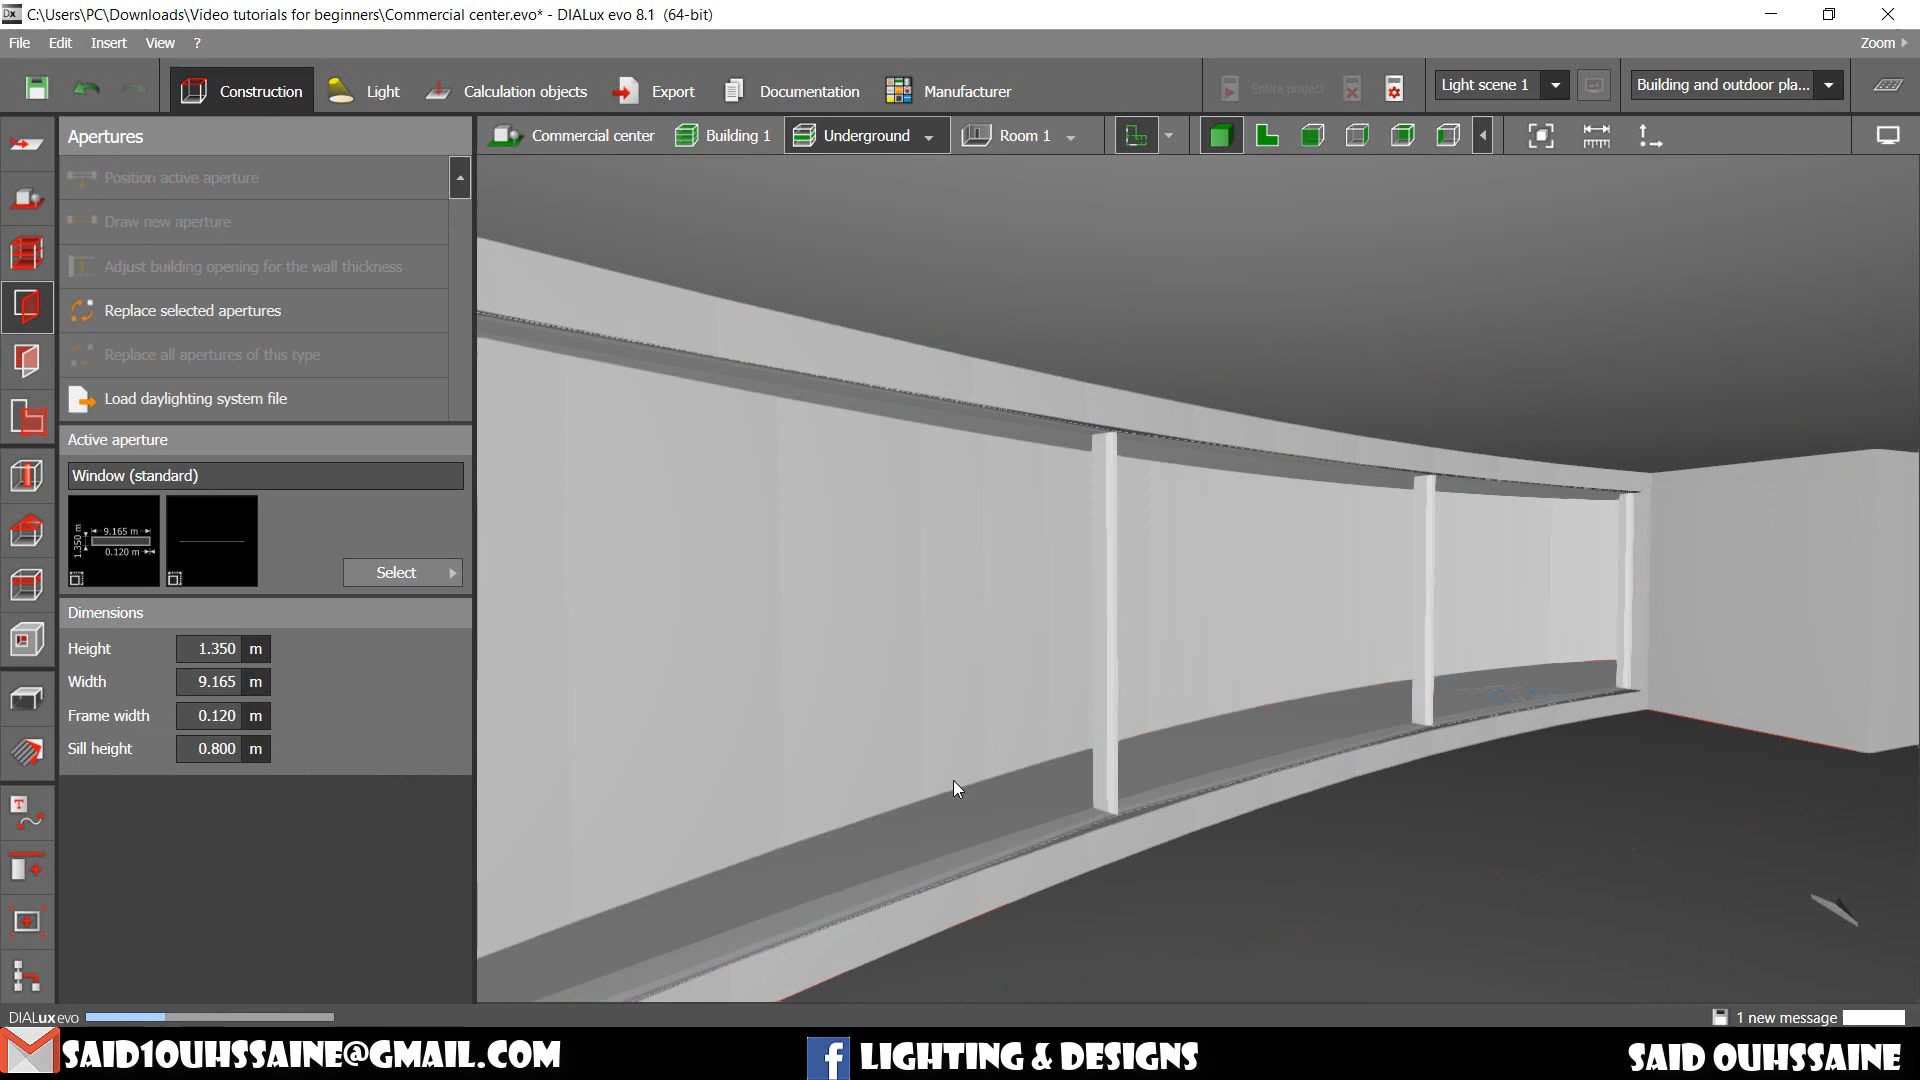 C:\Users\PC\Downloads\Video tutorials for beginners\Commercial center.evo* - DIALux evo 8.1 (64-bit)
File Edit Insert View ? Zoom
Construction Light Calculation objects Export Documentation Manufacturer Entire project Light scene 1 Building and outdoor pla...
Apertures
Commercial center Building 1 Underground Room 1
Position active aperture
Draw new aperture
Adjust building opening for the wall thickness
Replace selected apertures
Replace all apertures of this type
Load daylighting system file
Active aperture
Window (standard)
1.350 m
9.165 m
0.120 m
Select
Dimensions
Height 1.350 m
Width 9.165 m
Frame width 0.120 m
Sill height 0.800 m
DIALux evo
1 new message
SAID1OUHSSAINE@GMAIL.COM
LIGHTING & DESIGNS
SAID OUHSSAINE